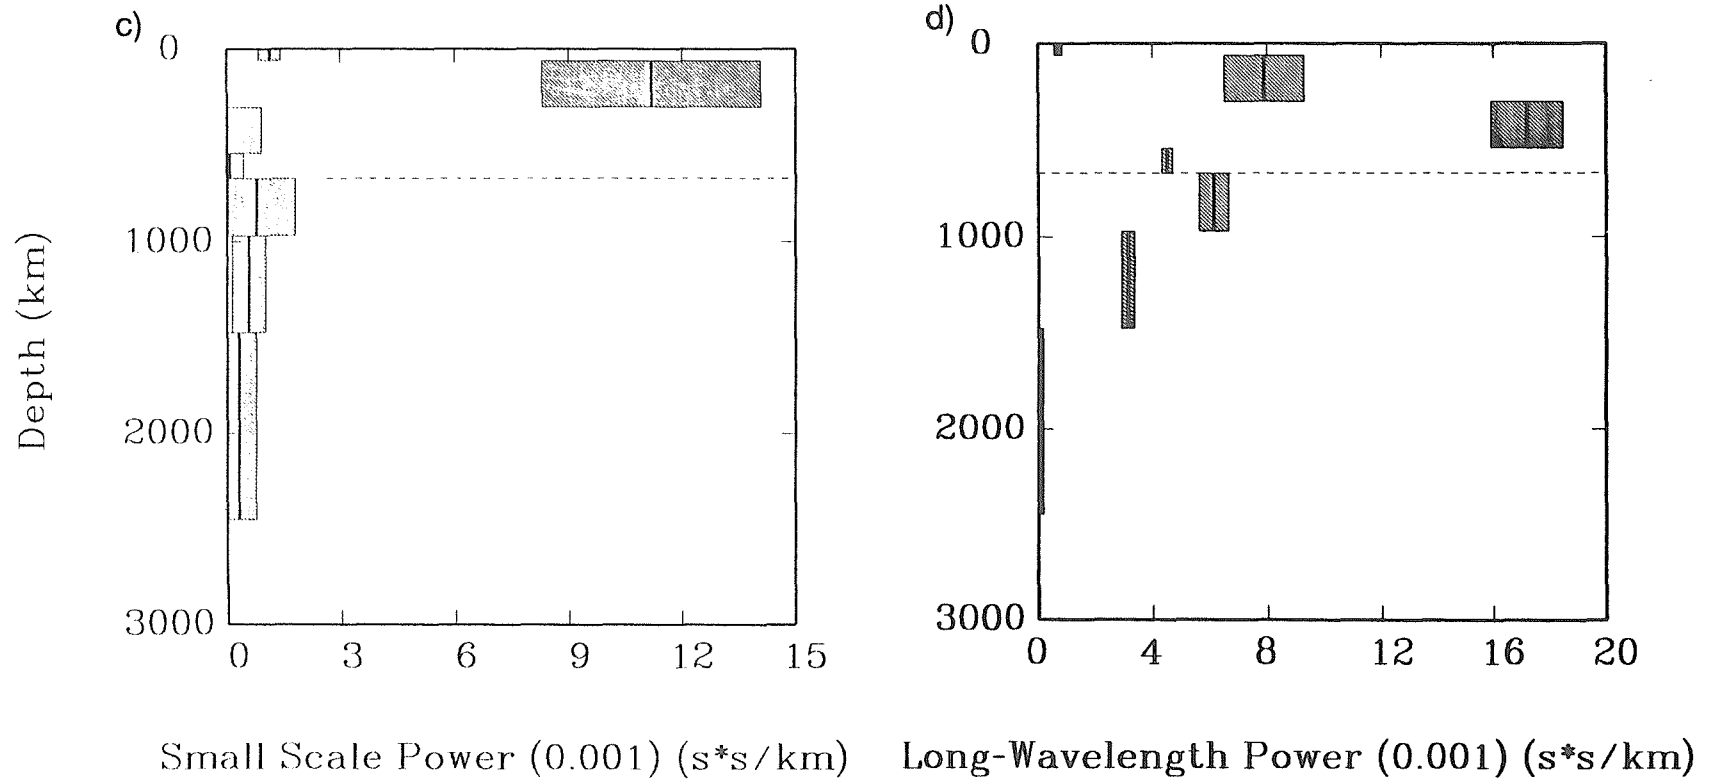 c)
0
1000
2000
3000
Depth (km)
0 3 6 9 12 15
Small Scale Power (0.001) (s*s/km)
d)
0
1000
2000
3000
0 4 8 12 16 20
Long-Wavelength Power (0.001) (s*s/km)